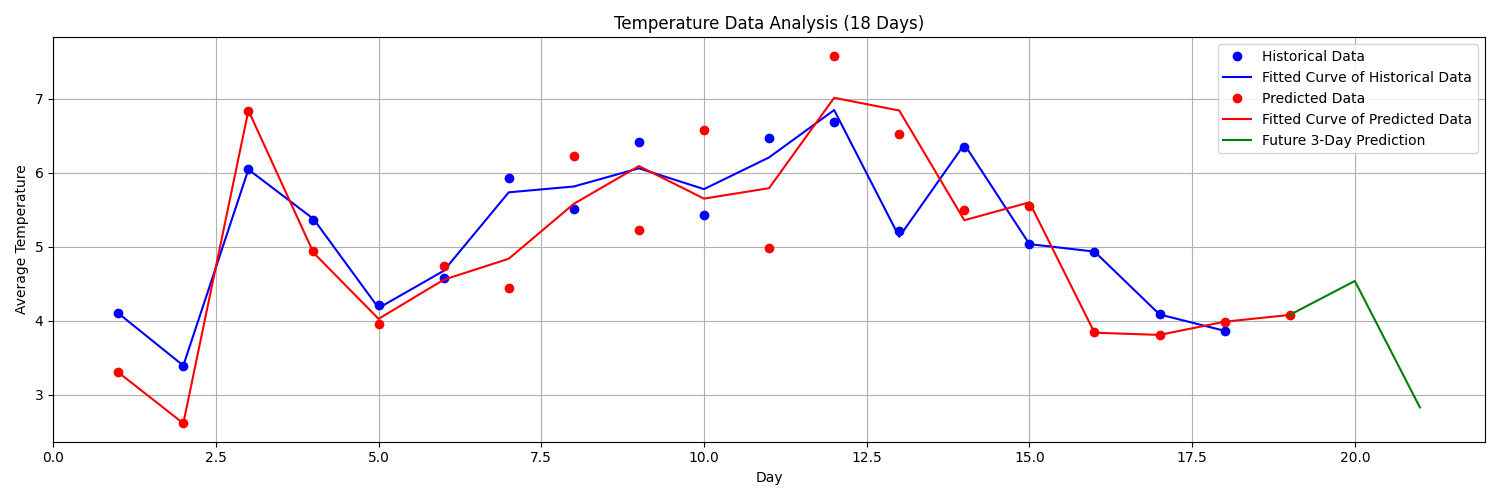 Temperature Data Analysis (18 Days)
Historical Data
Fitted Curve of Historical Data
Predicted Data
Fitted Curve of Predicted Data
Future 3-Day Prediction
Average Temperature
7
6
5
4
3
0.0 2.5 5.0 7.5 10.0 12.5 15.0 17.5 20.0
Day